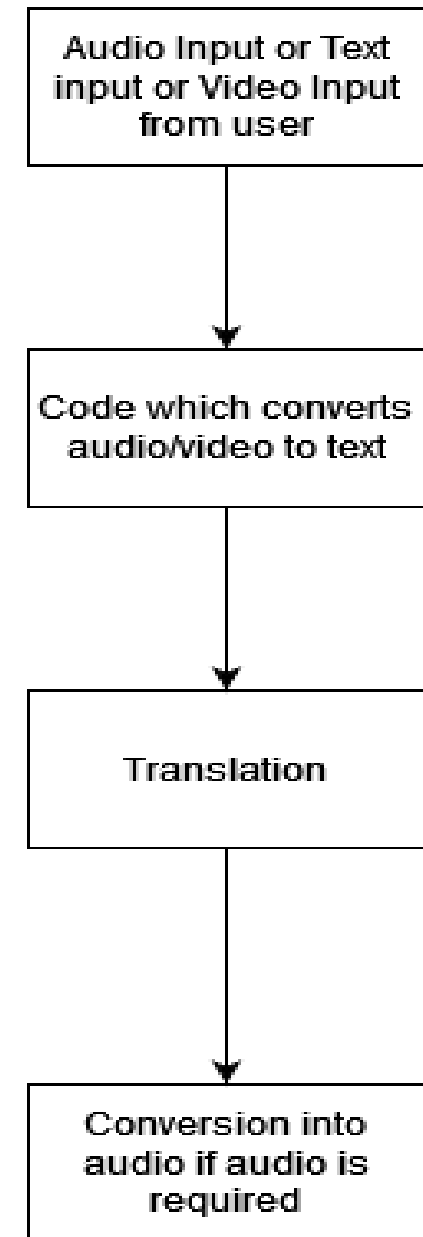 Audio Input or Text
input or Video Input
from user
Code which converts
audio/video to text
Translation
Conversion into
audio if audio is
required